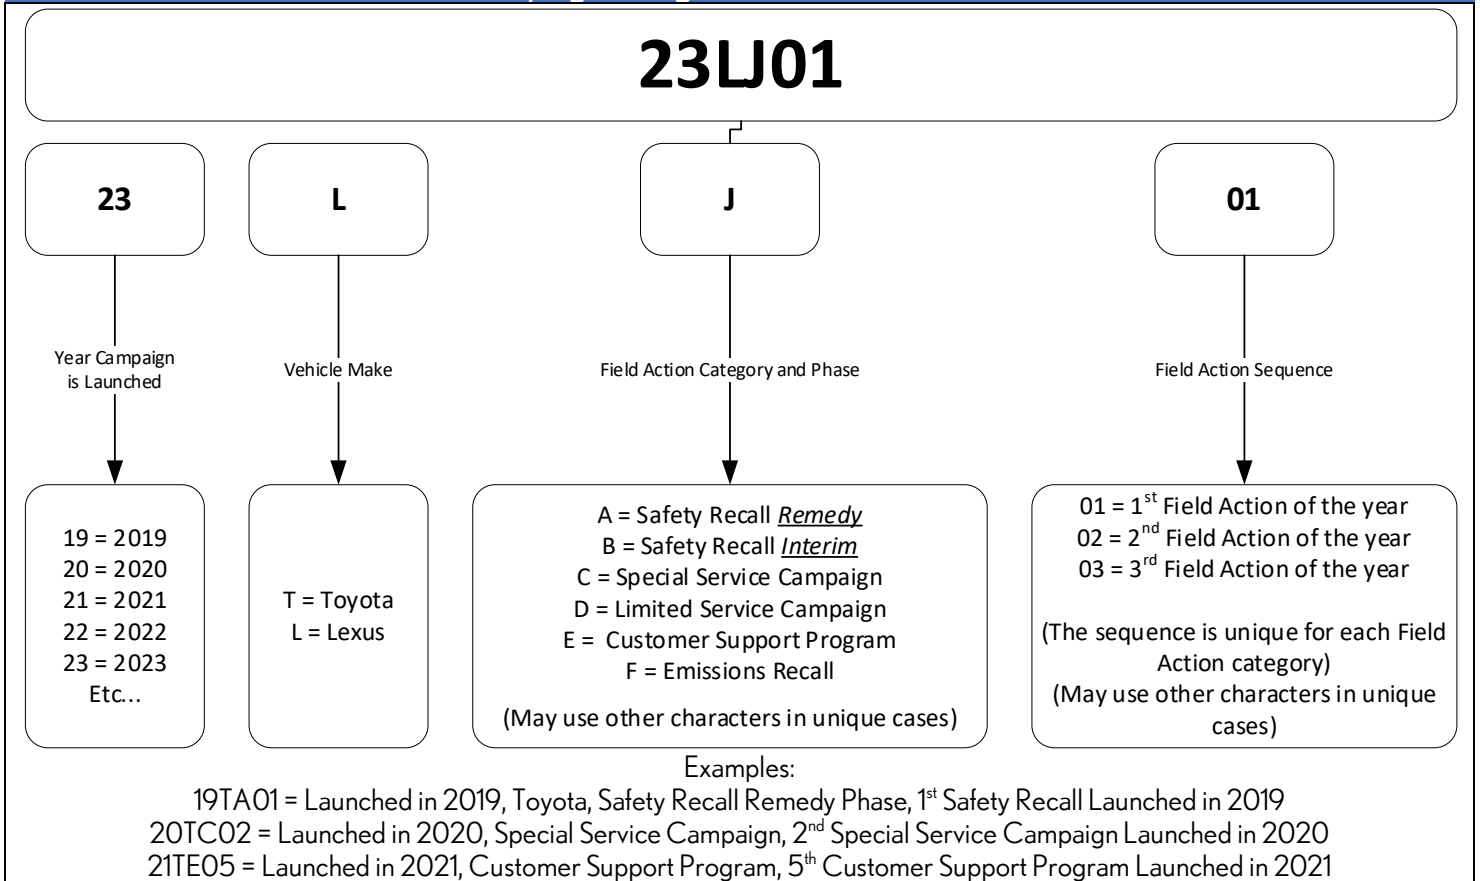 23LJ01
23
L
J
01
Year Campaign
is Launched
Vehicle Make
Field Action Category and Phase
Field Action Sequence
19 = 2019
20 = 2020
21 = 2021
22 = 2022
23 = 2023
Etc...
T = Toyota
L = Lexus
A = Safety Recall Remedy
B = Safety Recall Interim
C = Special Service Campaign
D = Limited Service Campaign
E =  Customer Support Program
F = Emissions Recall
(May use other characters in unique cases)
01 = 1st Field Action of the year
02 = 2nd Field Action of the year
03 = 3rd Field Action of the year
(The sequence is unique for each Field
Action category)
(May use other characters in unique
cases)
Examples:
19TA01 = Launched in 2019, Toyota, Safety Recall Remedy Phase, 1st Safety Recall Launched in 2019
20TC02 = Launched in 2020, Special Service Campaign, 2nd Special Service Campaign Launched in 2020
21TE05 = Launched in 2021, Customer Support Program, 5th Customer Support Program Launched in 2021